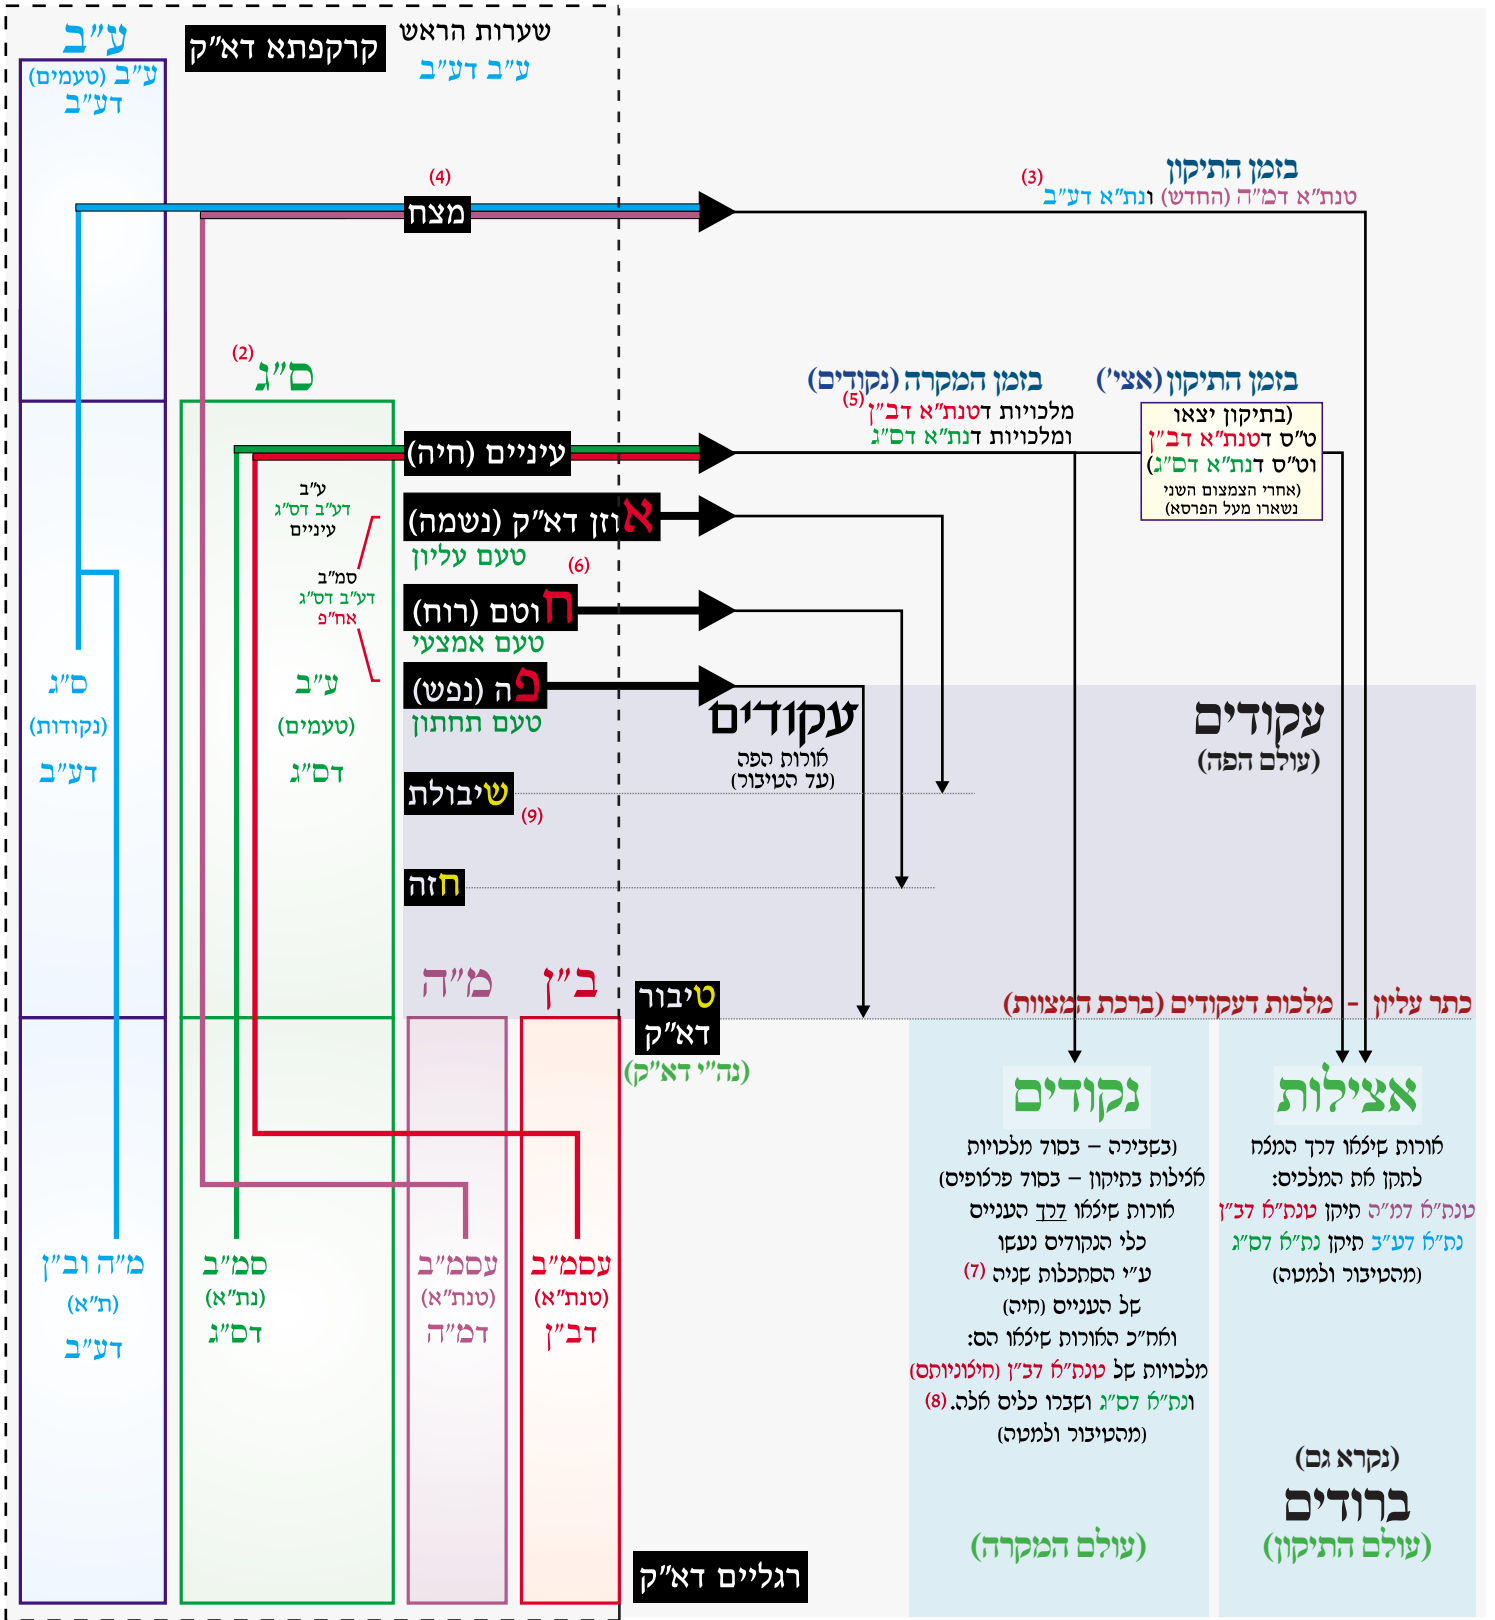 ע״ב
קרקפתא דא״ק
שערות הראש
ע״ב דע״ב
ע״ב (טעמים)
דע״ב
(4)
מצח
בזמן התיקון
טנת״א דמ״ה (החדש) ונת״א דע״ב (3)
ס״ג (2)
בזמן התיקון (אצי׳)
בזמן המקרה (נקודים)
מלכויות דטנת״א דב״ן (5)
ומלכויות דנת״א דס״ג
(בתיקון יצאו
ט״ס דטנת״א דב״ן
וט״ס דנת״א דס״ג)
(אחרי הצמצום השני
נשארו מעל הפרסא)
עיניים (חיה)
ע״ב
דע״ב דס״ג
עיניים
אוזן דא״ק (נשמה)
טעם עליון
(6)
סמ״ב
דע״ב דס״ג
אח״פ
חוטם (רוח)
טעם אמצעי
פה (נפש)
טעם תחתון
ס״ג
(נקודות)
דע״ב
ע״ב
(טעמים)
דס״ג
עקודים
אורות הפה
(עד הטיבור)
עקודים
(עולם הפה)
שיבולת
(9)
חזה
מ״ה
ב״ן
טיבור
דא״ק
(נה״י דא״ק)
כתר עליון - מלכות דעקודים (ברכת המצוות)
אצילות
אורות שיצאו דרך המצח
לתקן את המלכים:
טנת״א דמ״ה תיקן טנת״א דב״ן
נת״א דע״ב תיקן נת״א דס״ג
(מהטיבור ולמטה)
(נקרא גם)
ברודים
(עולם התיקון)
נקודים
(בשבירה – בסוד מלכויות
אצילות בתיקון – בסוד פרצופים)
אורות שיצאו דרך העניים
כלי הנקודים נעשו
ע״י הסתכלות שניה (7)
של העניים (חיה)
ואח״כ האורות שיצאו הם:
מלכויות של טנת״א דב״ן (חיצוניותם)
ונת״א דס״ג ושברו כלים אלה. (8)
(מהטיבור ולמטה)
(עולם המקרה)
מ״ה וב״ן
(ת״א)
דע״ב
סמ״ב
(נת״א)
דס״ג
עסמ״ב
(טנת״א)
דמ״ה
עסמ״ב
(טנת״א)
דב״ן
רגליים דא״ק